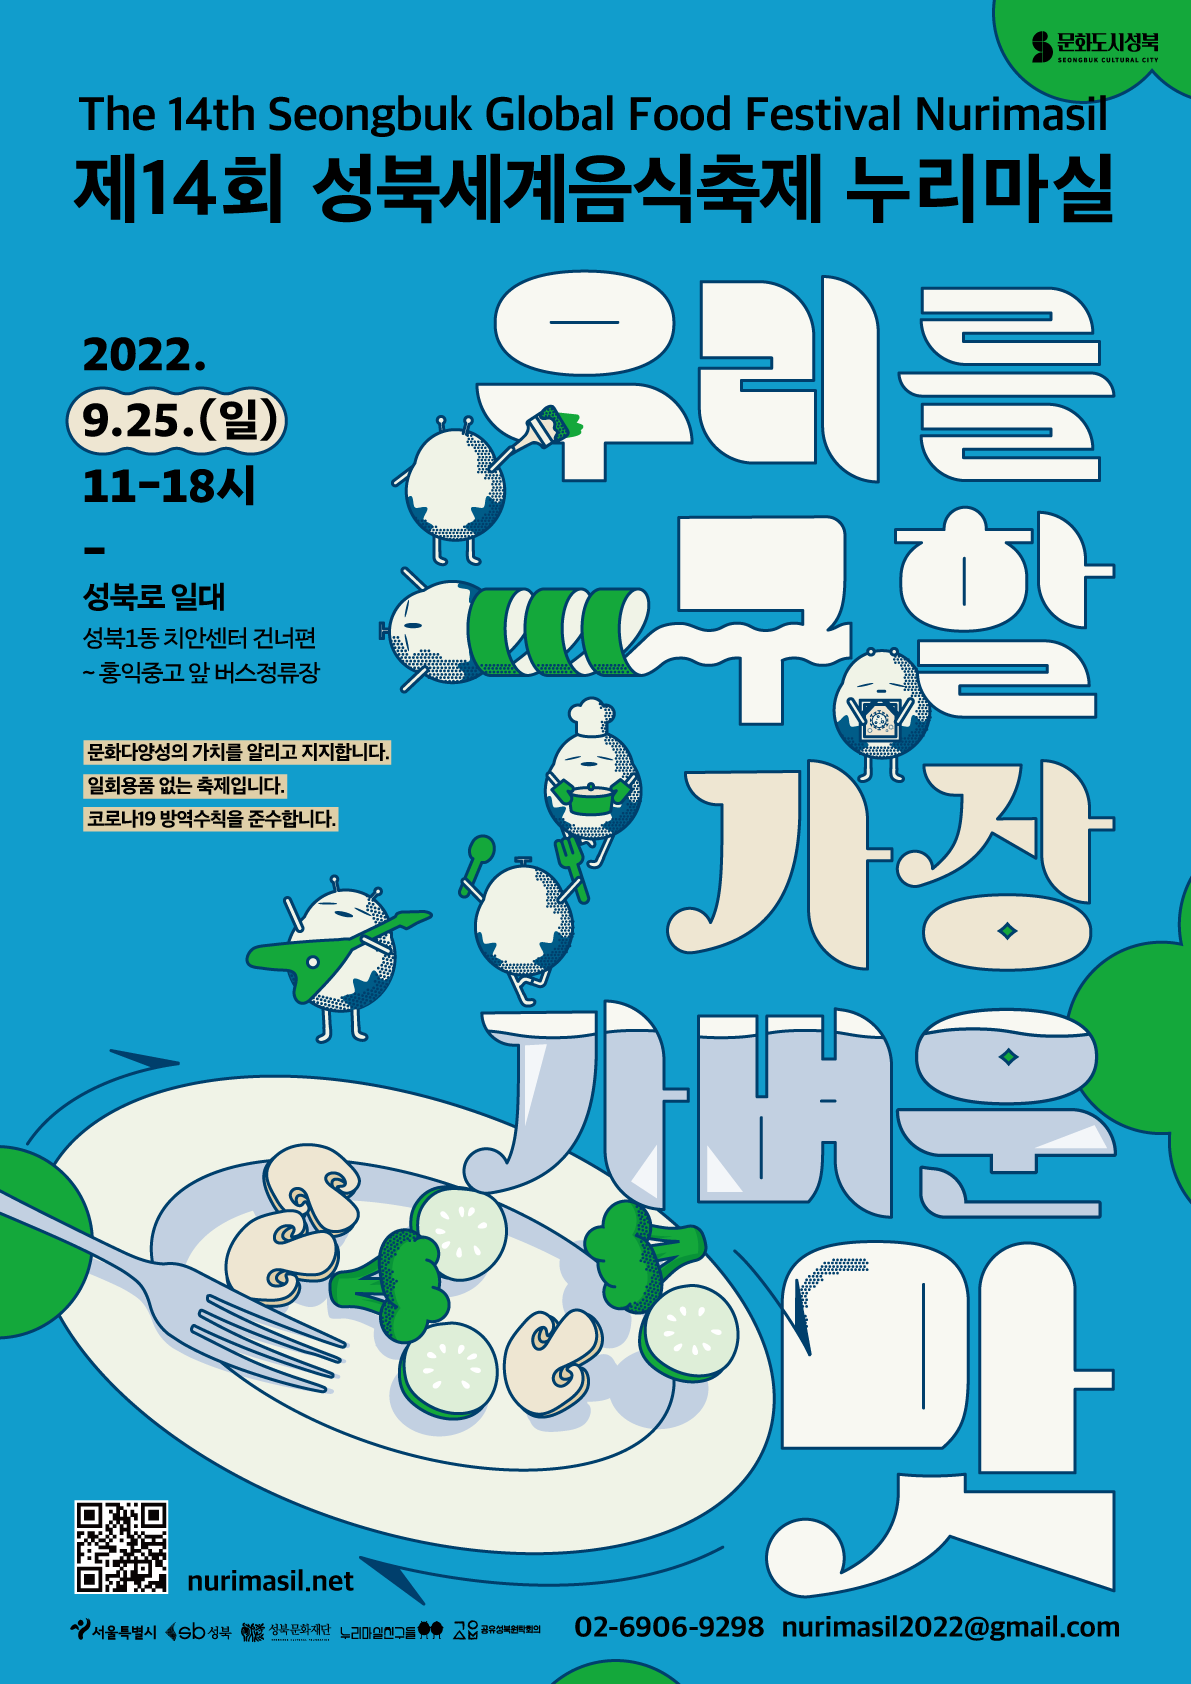 문화도시성북
SEONGBUK CULTURAL CITY
The 14th Seongbuk Global Food Festival Nurimasil
제14회 성북세계음식축제 누리마실
2022.
9.25.(일)
11-18시
-
성북로 일대
성북1동 치안센터 건너편
~ 홍익중고 앞 버스정류장
문화다양성의 가치를 알리고 지지합니다.
일회용품 없는 축제입니다.
코로나19 방역수칙을 준수합니다.
우리를
구할
가장
가벼운
맛
nurimasil.net
서울특별시 sb성북 성북문화재단 누리마실친구들 공유성북원탁회의
02-6906-9298 nurimasil2022@gmail.com